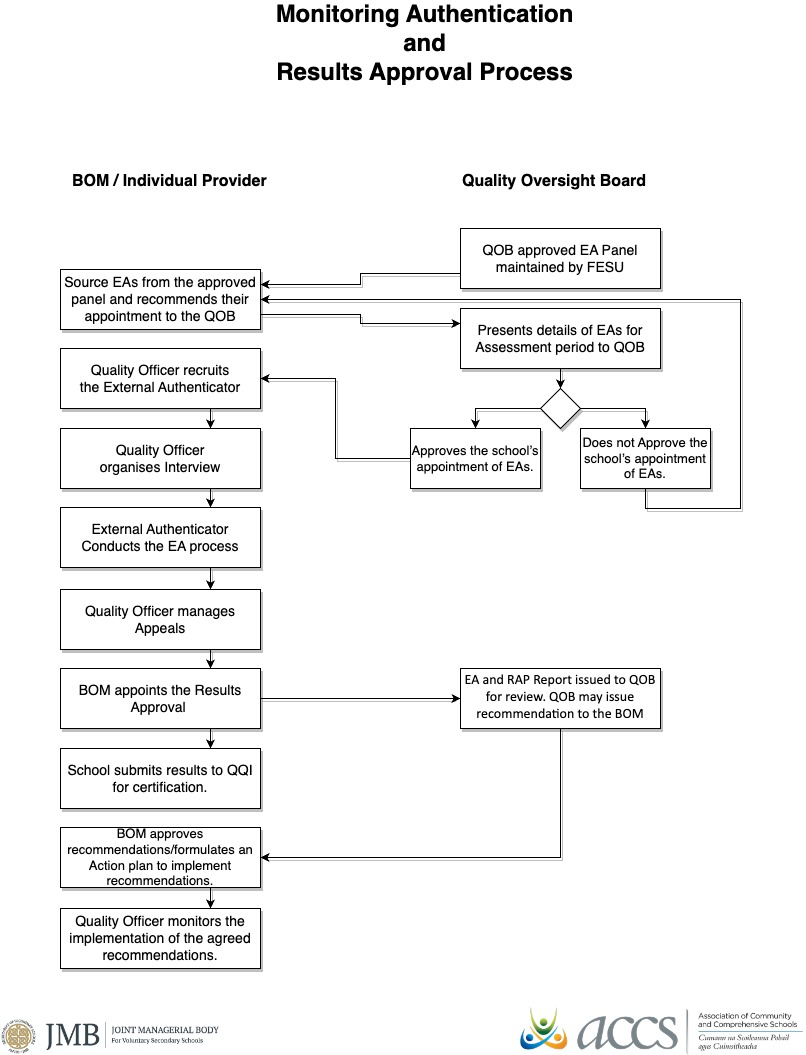 Monitoring Authentication
and
Results Approval Process
BOM / Individual Provider
Quality Oversight Board
QOB approved EA Panel
maintained by FESU
Source EAs from the approved
panel and recommends their
appointment to the QOB
Presents details of EAs for
Assessment period to QOB
Quality Officer recruits
the External Authenticator
Approves the school's
appointment of EAs.
Does not Approve the
school's appointment
of EAs.
Quality Officer
organises Interview
External Authenticator
Conducts the EA process
Quality Officer manages
Appeals
BOM appoints the Results
Approval
EA and RAP Report issued to QOB
for review. QOB may issue
recommendation to the BOM
School submits results to QQI
for certification.
BOM approves
recommendations/formulates an
Action plan to implement
recommendations.
Quality Officer monitors the
implementation of the agreed
recommendations.
JMB
JOINT MANAGERIAL BODY
For Voluntary Secondary Schools
accs
Association of Community
and Comprehensive Schools
Cumann na Scoileanna Pobail
agus Cuimsitheacha